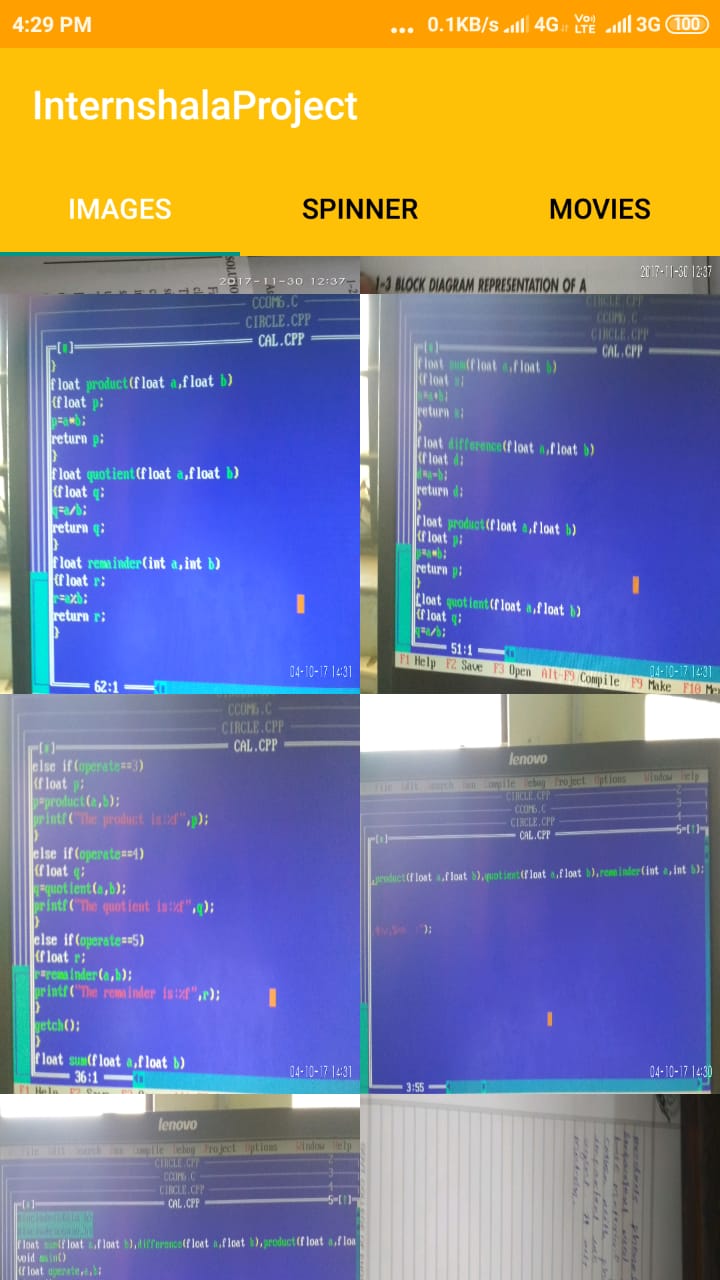 4:29 PM
... 0.1KB/s 4G Vo)) LTE 3G 100
InternshalaProject
IMAGES SPINNER MOVIES
2017-11-30 12:37
2017-11-30 12:37
1-3 BLOCK DIAGRAM REPRESENTATION OF A
CCOM6.C
CIRCLE.CPP
CAL.CPP
}
float product(float a,float b)
{float p;
p=a*b;
return p;
}
float quotient(float a,float b)
{float q;
q=a/b;
return q;
}
float remainder(int a,int b)
{float r;
r=a%b;
return r;
}
04-10-17 14:31
62:1
CIRCLE.CPP
CCOM6.C
CIRCLE.CPP
CAL.CPP
float sum(float a,float b)
{float s;
s=a+b;
return s;
}
float difference(float a,float b)
{float d;
d=a-b;
return d;
}
float product(float a,float b)
{float p;
p=a*b;
return p;
}
float quotient(float a,float b)
{float q;
q=a/b;
51:1
F1 Help F2 Save F3 Open Alt-F9 Compile F9 Make F10 Me
04-10-17 14:31
CCOM6.C
CIRCLE.CPP
CAL.CPP
else if(operate==3)
{float p;
p=product(a,b);
printf("The product is:%f",p);
}
else if(operate==4)
{float q;
q=quotient(a,b);
printf("The quotient is:%f",q);
}
else if(operate==5)
{float r;
r=remainder(a,b);
printf("The remainder is:%f",r);
}
getch();
}
float sum(float a,float b)
04-10-17 14:31
36:1
lenovo
File Edit Search Run Compile Debug Project Options Window Help
CIRCLE.CPP
CCOM6.C
CIRCLE.CPP
CAL.CPP
,product(float a,float b),quotient(float a,float b),remainder(int a,int b);
");
04-10-17 14:30
3:55
lenovo
File Edit Search Run Compile Debug Project Options Window Help
CIRCLE.CPP
CCOM6.C
CIRCLE.CPP
CAL.CPP
float sum(float a,float b),difference(float a,float b),product(float a,floa
void main()
{float operate,a,b;